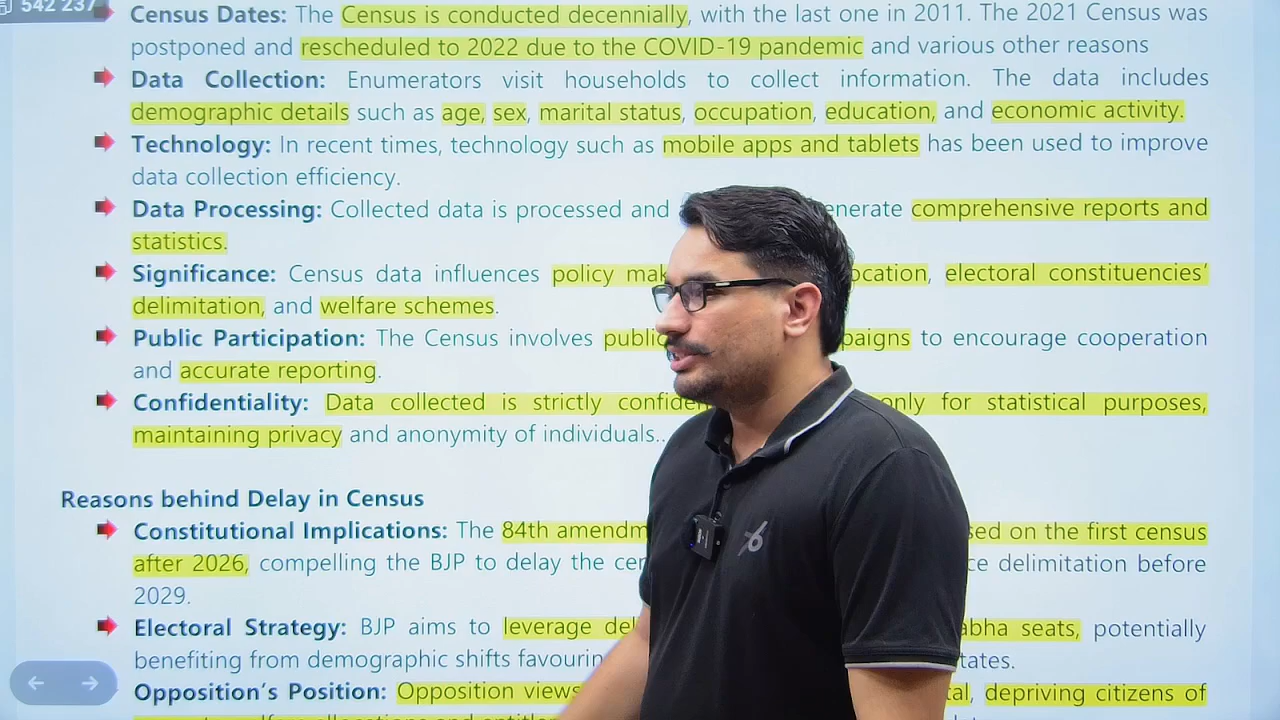 542 237
Census Dates: The Census is conducted decennially, with the last one in 2011. The 2021 Census was
postponed and rescheduled to 2022 due to the COVID-19 pandemic and various other reasons
Data Collection: Enumerators visit households to collect information. The data includes
demographic details such as age, sex, marital status, occupation, education, and economic activity.
Technology: In recent times, technology such as mobile apps and tablets has been used to improve
data collection efficiency.
Data Processing: Collected data is processed and enerate comprehensive reports and
statistics.
Significance: Census data influences policy mak ocation, electoral constituencies'
delimitation, and welfare schemes.
Public Participation: The Census involves public paigns to encourage cooperation
and accurate reporting.
Confidentiality: Data collected is strictly confiden only for statistical purposes,
maintaining privacy and anonymity of individuals..
Reasons behind Delay in Census
Constitutional Implications: The 84th amendm sed on the first census
after 2026, compelling the BJP to delay the cen ce delimitation before
2029.
Electoral Strategy: BJP aims to leverage del abha seats, potentially
benefiting from demographic shifts favourin tates.
Opposition's Position: Opposition views tal, depriving citizens of